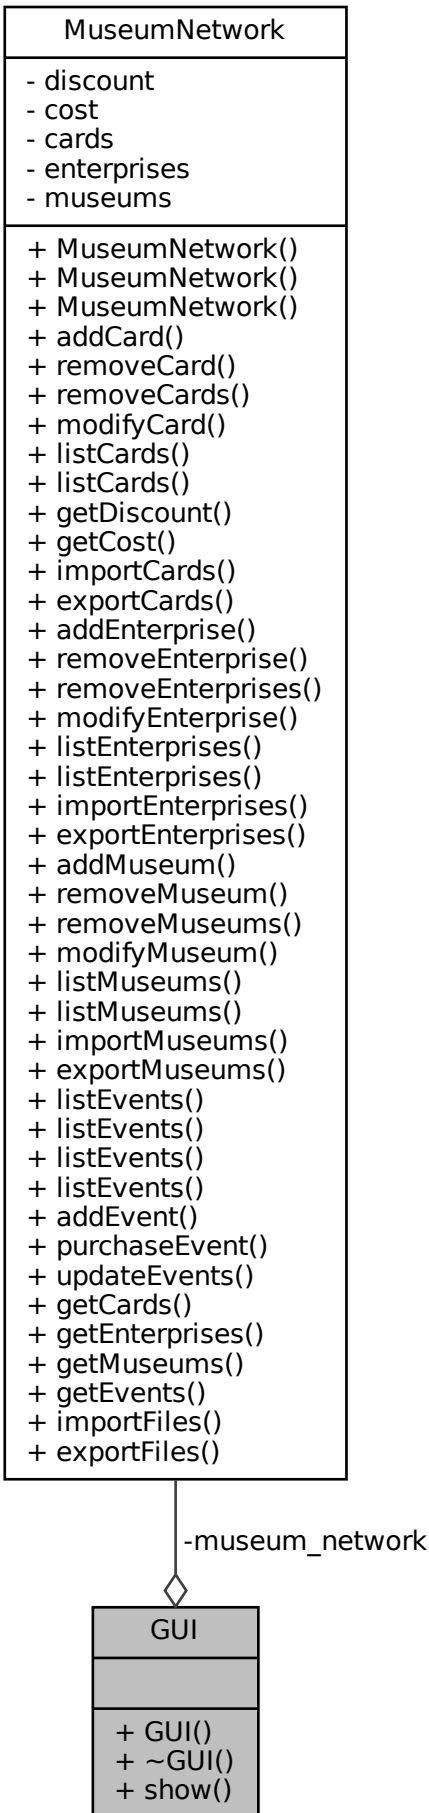 MuseumNetwork
- discount
- cost
- cards
- enterprises
- museums
+ MuseumNetwork()
+ MuseumNetwork()
+ MuseumNetwork()
+ addCard()
+ removeCard()
+ removeCards()
+ modifyCard()
+ listCards()
+ listCards()
+ getDiscount()
+ getCost()
+ importCards()
+ exportCards()
+ addEnterprise()
+ removeEnterprise()
+ removeEnterprises()
+ modifyEnterprise()
+ listEnterprises()
+ listEnterprises()
+ importEnterprises()
+ exportEnterprises()
+ addMuseum()
+ removeMuseum()
+ removeMuseums()
+ modifyMuseum()
+ listMuseums()
+ listMuseums()
+ importMuseums()
+ exportMuseums()
+ listEvents()
+ listEvents()
+ listEvents()
+ listEvents()
+ addEvent()
+ purchaseEvent()
+ updateEvents()
+ getCards()
+ getEnterprises()
+ getMuseums()
+ getEvents()
+ importFiles()
+ exportFiles()
-museum_network
GUI
+ GUI()
+ ~GUI()
+ show()